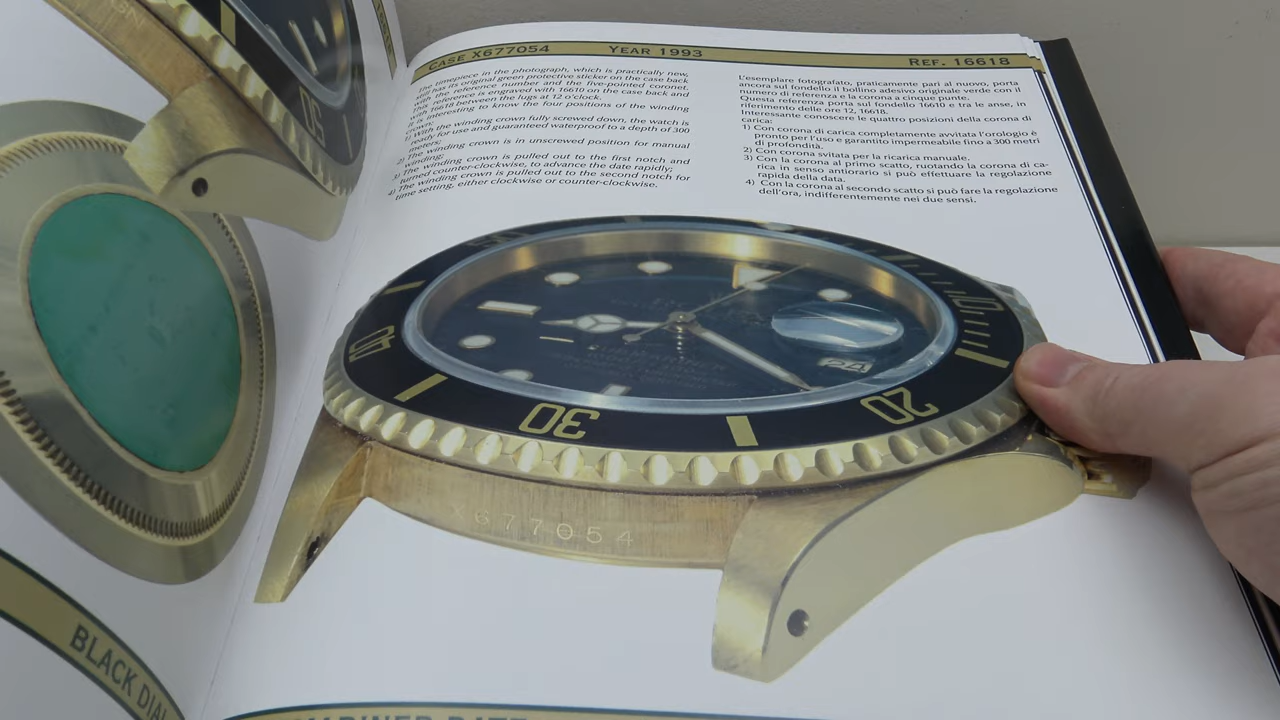 CASE X677054 YEAR 1993 REF. 16618
The timepiece in the photograph, which is practically new,
still has its original green protective sticker on the case back
with the reference number and the five-pointed coronet.
This reference is engraved with 16610 on the case back and
with 16618 between the lugs at 12 o'clock.
It is interesting to know the four positions of the winding
crown:
1) With the winding crown fully screwed down, the watch is
ready for use and guaranteed waterproof to a depth of 300
meters;
2) The winding crown is in unscrewed position for manual
winding;
3) The winding crown is pulled out to the first notch and
turned counter-clockwise, to advance the date rapidly;
4) The winding crown is pulled out to the second notch for
time setting, either clockwise or counter-clockwise.
L'esemplare fotografato, praticamente pari al nuovo, porta
ancora sul fondello il bollino adesivo originale verde con il
numero di referenza e la corona a cinque punte.
Questa referenza porta sul fondello 16610 e tra le anse, in
riferimento delle ore 12, 16618.
Interessante conoscere le quattro posizioni della corona di
carica:
1) Con corona di carica completamente avvitata l'orologio è
pronto per l'uso e garantito impermeabile fino a 300 metri
di profondità.
2) Con corona svitata per la ricarica manuale.
3) Con la corona al primo scatto, ruotando la corona di ca-
rica in senso antiorario si può effettuare la regolazione
rapida della data.
4) Con la corona al secondo scatto si può fare la regolazione
dell'ora, indifferentemente nei due sensi.
50
10
40
24
20
30
X677054
BLACK DIAL
DATE